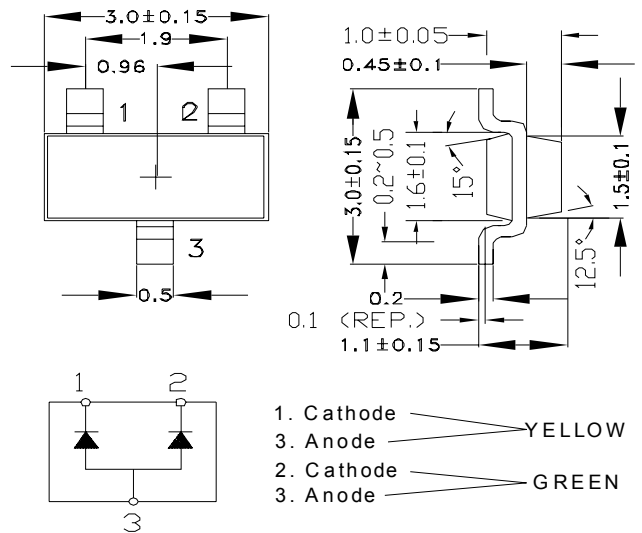 3.0±0.15
1.9
0.96
1
2
3
0.5
1.0±0.05
0.45±0.1
3.0±0.15
0.2~0.5
1.6±0.1
15°
1.5±0.1
12.5°
0.2
0.1 (REP.)
1.1±0.15
1
2
3
1. Cathode
3. Anode
YELLOW
2. Cathode
3. Anode
GREEN